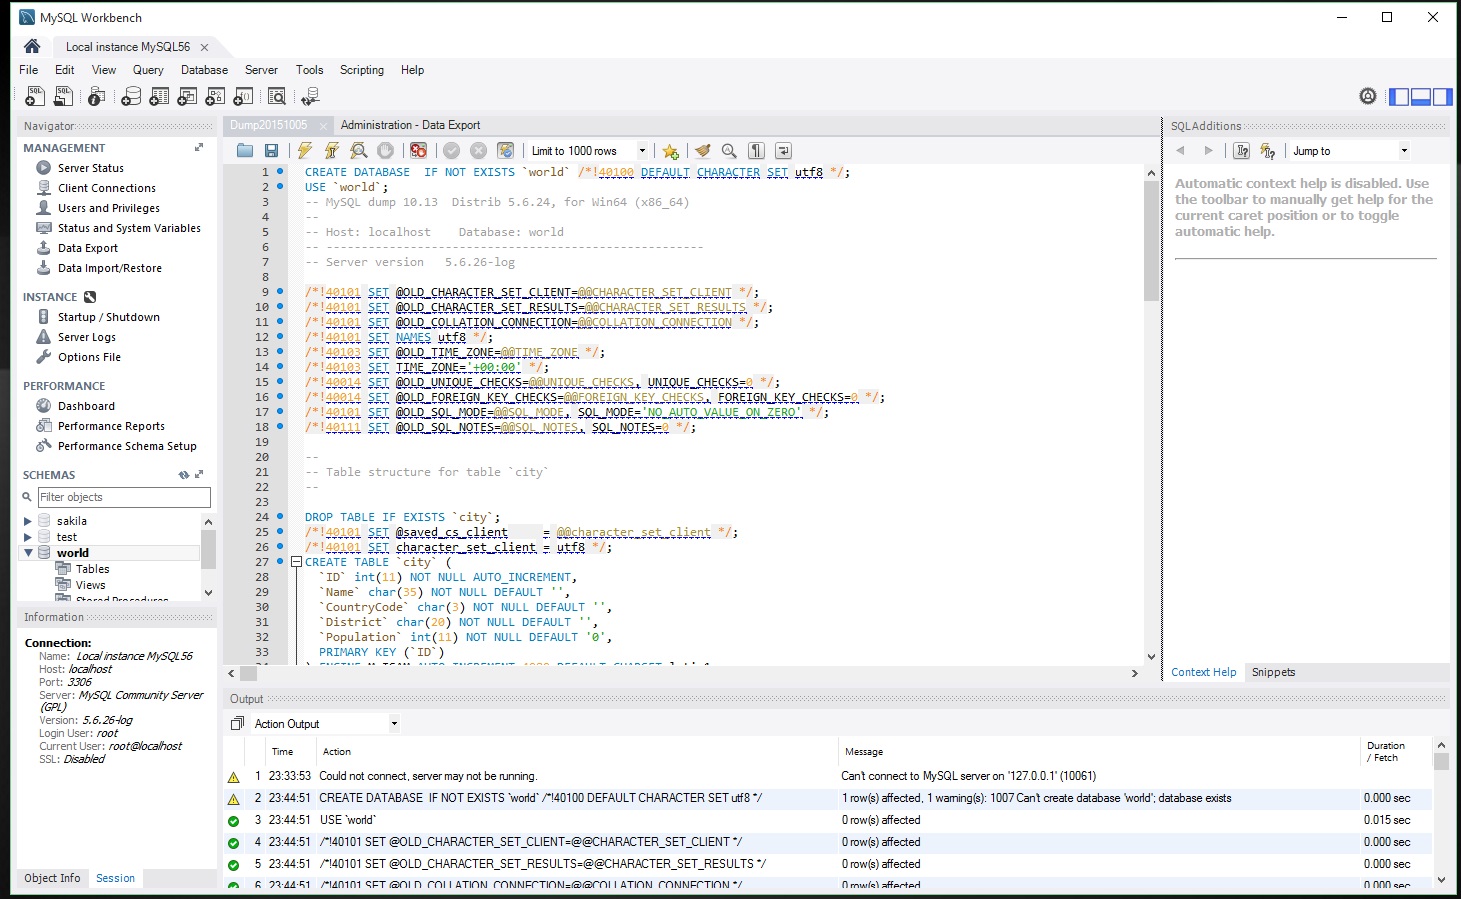 MySQL Workbench
Local instance MySQL56
File Edit View Query Database Server Tools Scripting Help
Navigator
MANAGEMENT
Server Status
Client Connections
Users and Privileges
Status and System Variables
Data Export
Data Import/Restore
INSTANCE
Startup / Shutdown
Server Logs
Options File
PERFORMANCE
Dashboard
Performance Reports
Performance Schema Setup
SCHEMAS
Filter objects
sakila
test
world
Tables
Views
Stored Procedures
Information
Connection:
Name: Local instance MySQL56
Host: localhost
Port: 3306
Server: MySQL Community Server
(GPL)
Version: 5.6.26-log
Login User: root
Current User: root@localhost
SSL: Disabled
Object Info Session
Dump20151005 Administration - Data Export
Limit to 1000 rows
1 CREATE DATABASE  IF NOT EXISTS `world` /*!40100 DEFAULT CHARACTER SET utf8 */;
2 USE `world`;
3 -- MySQL dump 10.13  Distrib 5.6.24, for Win64 (x86_64)
4 --
5 -- Host: localhost    Database: world
6 -- ------------------------------------------------------
7 -- Server version   5.6.26-log
8
9 /*!40101 SET @OLD_CHARACTER_SET_CLIENT=@@CHARACTER_SET_CLIENT */;
10 /*!40101 SET @OLD_CHARACTER_SET_RESULTS=@@CHARACTER_SET_RESULTS */;
11 /*!40101 SET @OLD_COLLATION_CONNECTION=@@COLLATION_CONNECTION */;
12 /*!40101 SET NAMES utf8 */;
13 /*!40103 SET @OLD_TIME_ZONE=@@TIME_ZONE */;
14 /*!40103 SET TIME_ZONE='+00:00' */;
15 /*!40014 SET @OLD_UNIQUE_CHECKS=@@UNIQUE_CHECKS, UNIQUE_CHECKS=0 */;
16 /*!40014 SET @OLD_FOREIGN_KEY_CHECKS=@@FOREIGN_KEY_CHECKS, FOREIGN_KEY_CHECKS=0 */;
17 /*!40101 SET @OLD_SQL_MODE=@@SQL_MODE, SQL_MODE='NO_AUTO_VALUE_ON_ZERO' */;
18 /*!40111 SET @OLD_SQL_NOTES=@@SQL_NOTES, SQL_NOTES=0 */;
19
20 --
21 -- Table structure for table `city`
22 --
23
24 DROP TABLE IF EXISTS `city`;
25 /*!40101 SET @saved_cs_client     = @@character_set_client */;
26 /*!40101 SET character_set_client = utf8 */;
27 CREATE TABLE `city` (
28 `ID` int(11) NOT NULL AUTO_INCREMENT,
29 `Name` char(35) NOT NULL DEFAULT '',
30 `CountryCode` char(3) NOT NULL DEFAULT '',
31 `District` char(20) NOT NULL DEFAULT '',
32 `Population` int(11) NOT NULL DEFAULT '0',
33 PRIMARY KEY (`ID`)
SQLAdditions
Jump to
Automatic context help is disabled. Use
the toolbar to manually get help for the
current caret position or to toggle
automatic help.
Context Help Snippets
Output
Action Output
Time Action Message Duration / Fetch
1 23:33:53 Could not connect, server may not be running. Can't connect to MySQL server on '127.0.0.1' (10061)
2 23:44:51 CREATE DATABASE  IF NOT EXISTS `world` /*!40100 DEFAULT CHARACTER SET utf8 */ 1 row(s) affected, 1 warning(s): 1007 Can't create database 'world'; database exists 0.000 sec
3 23:44:51 USE `world` 0 row(s) affected 0.015 sec
4 23:44:51 /*!40101 SET @OLD_CHARACTER_SET_CLIENT=@@CHARACTER_SET_CLIENT */ 0 row(s) affected 0.000 sec
5 23:44:51 /*!40101 SET @OLD_CHARACTER_SET_RESULTS=@@CHARACTER_SET_RESULTS */ 0 row(s) affected 0.000 sec
6 23:44:51 /*!40101 SET @OLD_COLLATION_CONNECTION=@@COLLATION_CONNECTION */ 0 row(s) affected 0.000 sec